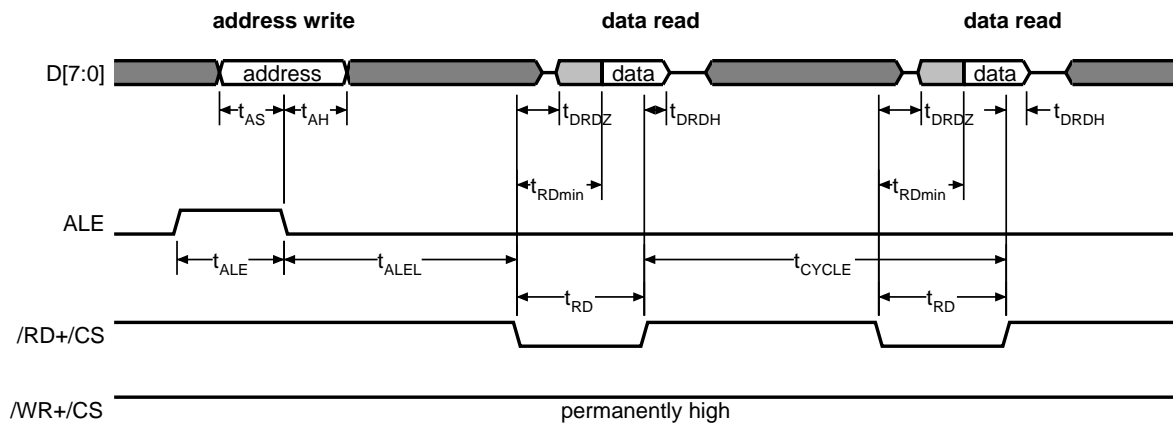 address write data read data read
D[7:0] address data data
tAS tAH tDRDZ tDRDH tDRDZ tDRDH
tRDmin tRDmin
ALE
tALE tALEL tCYCLE
tRD tRD
/RD+/CS
/WR+/CS permanently high